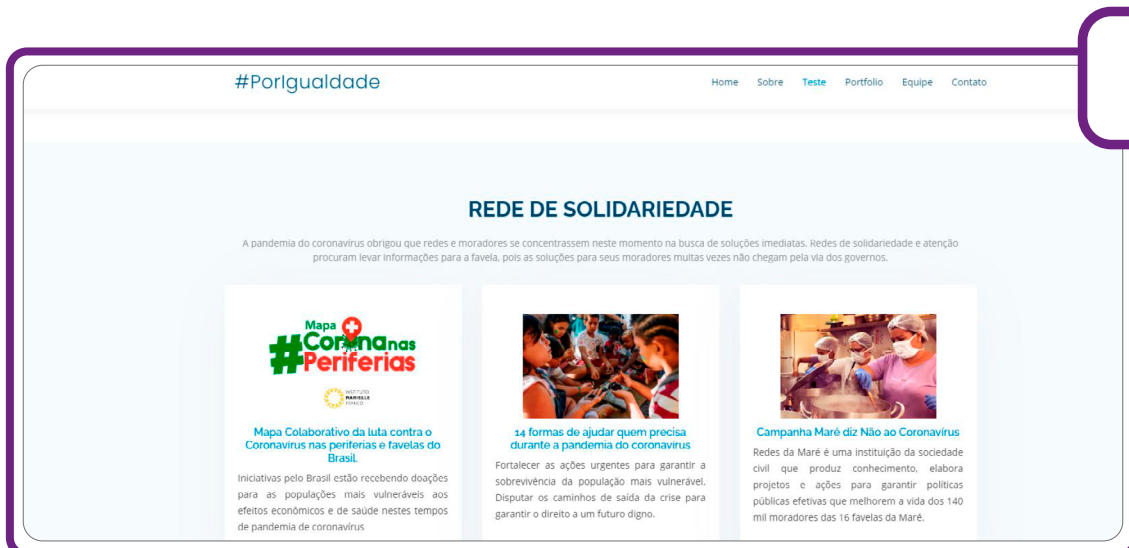 #PorIgualdade
Home Sobre Teste Portfolio Equipe Contato
REDE DE SOLIDARIEDADE
A pandemia do coronavírus obrigou que redes e moradores se concentrassem neste momento na busca de soluções imediatas. Redes de solidariedade e atenção
procuram levar informações para a favela, pois as soluções para seus moradores muitas vezes não chegam pela via dos governos.
Mapa
#Corona nas
Periferias
INSTITUTO
MARIELLE
FRANCO
Mapa Colaborativo da luta contra o
Coronavirus nas periferias e favelas do
Brasil.
Iniciativas pelo Brasil estão recebendo doações
para as populações mais vulneráveis aos
efeitos econômicos e de saúde nestes tempos
de pandemia de coronavírus
14 formas de ajudar quem precisa
durante a pandemia do coronavirus
Fortalecer as ações urgentes para garantir a
sobrevivência da população mais vulnerável.
Disputar os caminhos de saída da crise para
garantir o direito a um futuro digno.
Campanha Maré diz Não ao Coronavírus
Redes da Maré é uma instituição da sociedade
civil que produz conhecimento, elabora
projetos e ações para garantir políticas
públicas efetivas que melhorem a vida dos 140
mil moradores das 16 favelas da Maré.